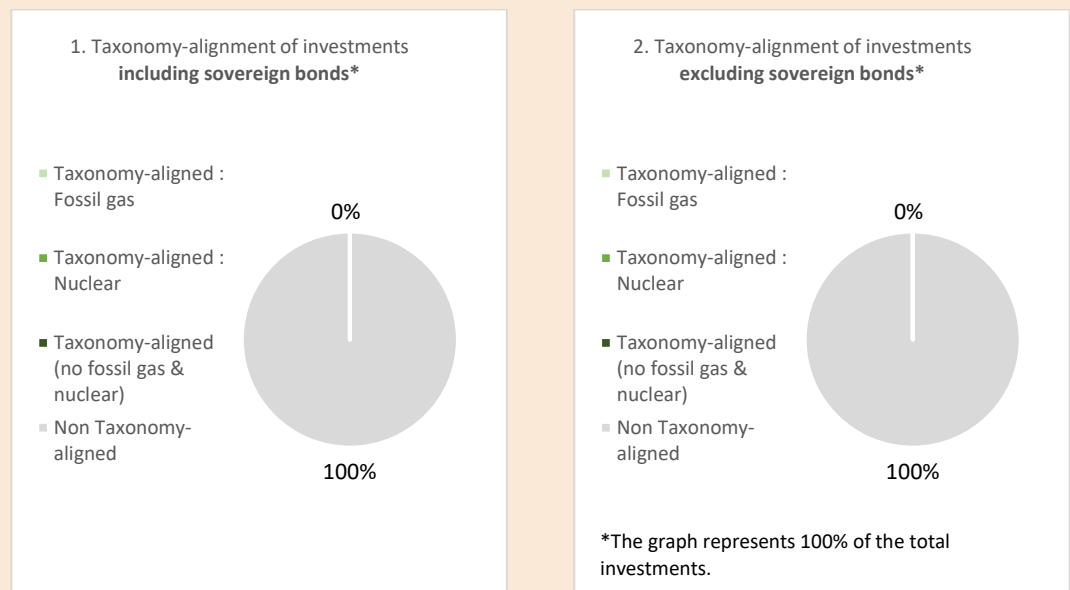 1. Taxonomy-alignment of investments
including sovereign bonds*
Taxonomy-aligned :
Fossil gas
Taxonomy-aligned :
Nuclear
Taxonomy-aligned
(no fossil gas &
nuclear)
Non Taxonomy-
aligned
0%
100%
2. Taxonomy-alignment of investments
excluding sovereign bonds*
Taxonomy-aligned :
Fossil gas
Taxonomy-aligned :
Nuclear
Taxonomy-aligned
(no fossil gas &
nuclear)
Non Taxonomy-
aligned
0%
100%
*The graph represents 100% of the total
investments.